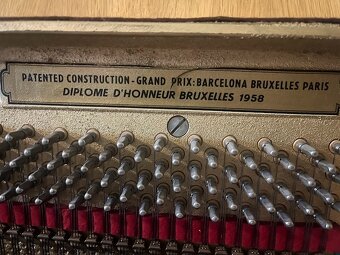 PATENTED CONSTRUCTION - GRAND PRIX: BARCELONA BRUXELLES PARIS
DIPLOME D'HONNEUR BRUXELLES 1958